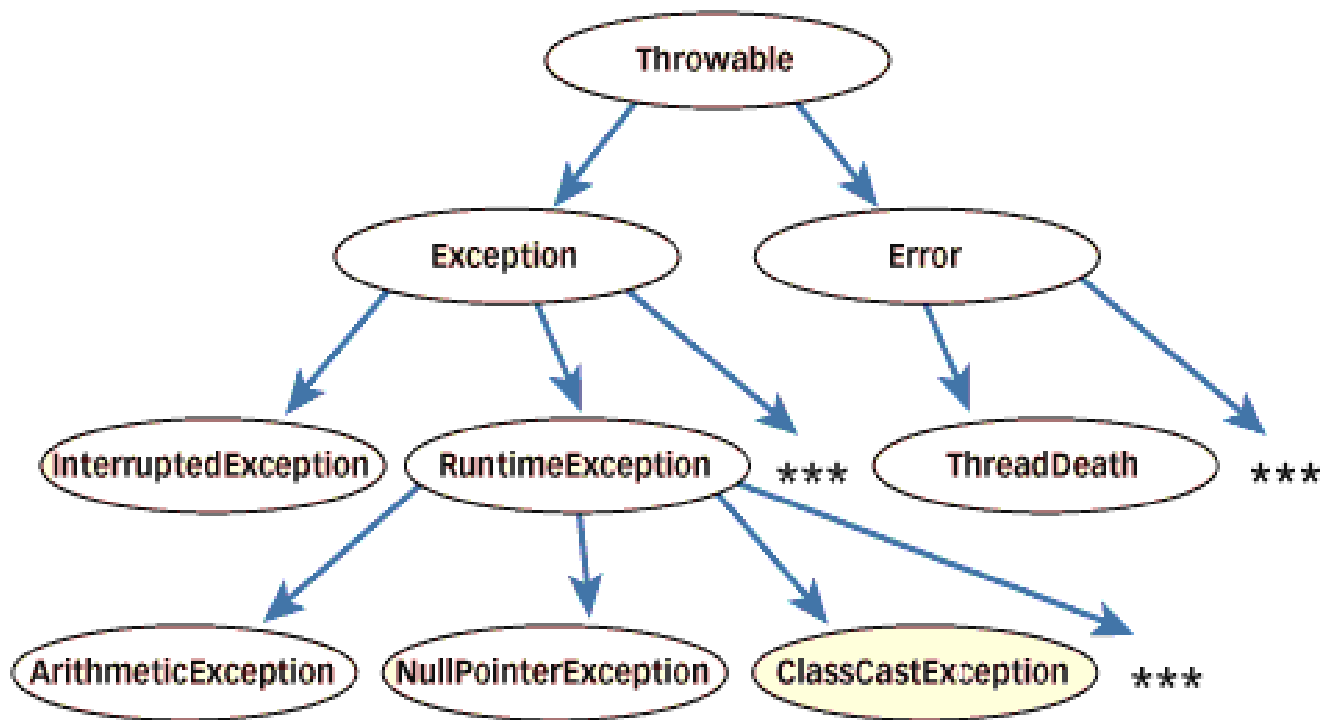 Throwable
Exception
Error
InterruptedException
RuntimeException
***
ThreadDeath
***
ArithmeticException
NullPointerException
ClassCastException
***